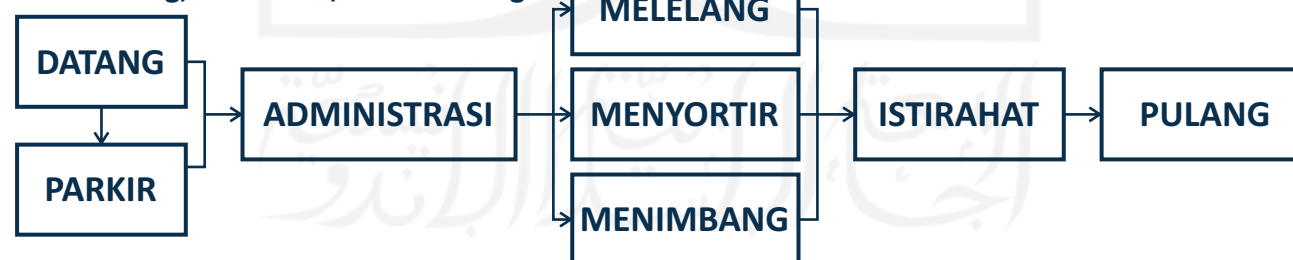 MELELANG
DATANG
ADMINISTRASI
MENYORTIR
ISTIRAHAT
PULANG
PARKIR
MENIMBANG